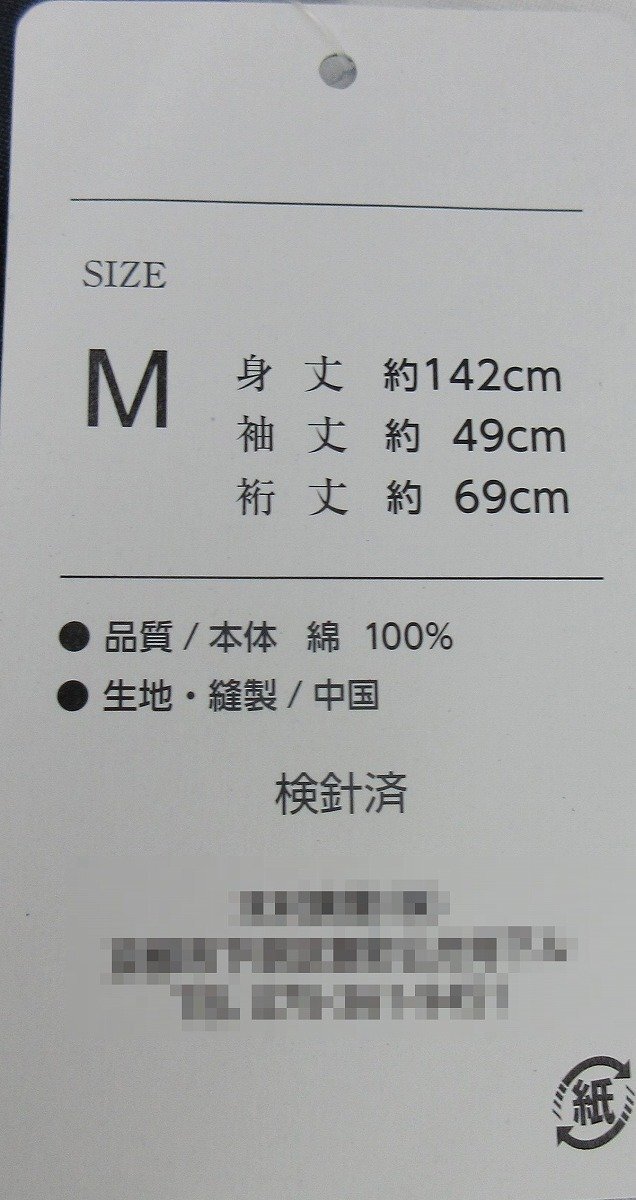 SIZE
M
身丈 約142cm
袖丈 約 49cm
裄丈 約 69cm
● 品質 / 本体 綿 100%
● 生地・縫製 / 中国
検針済
紙